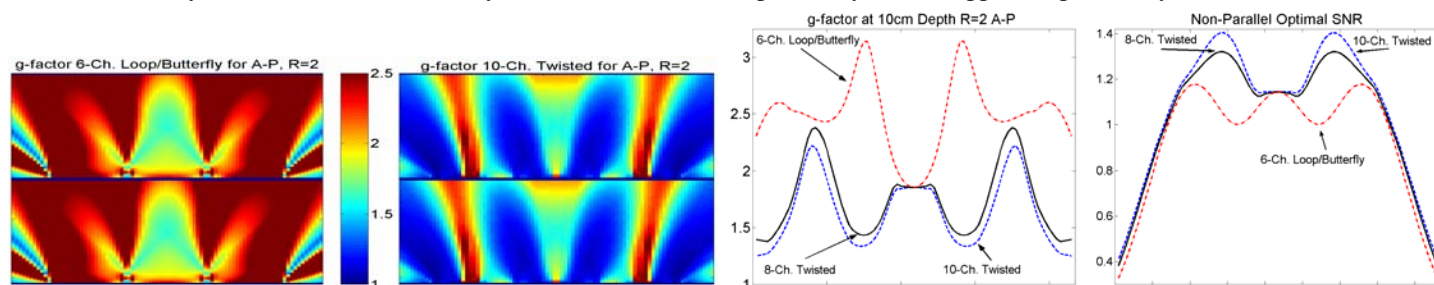 g-factor 6-Ch. Loop/Butterfly for A-P, R=2
2.5
2
1.5
1
g-factor 10-Ch. Twisted for A-P, R=2
g-factor at 10cm Depth R=2 A-P
6-Ch. Loop/Butterfly
3
2.5
2
1.5
1
8-Ch. Twisted
10-Ch. Twisted
Non-Parallel Optimal SNR
1.4
1.2
1
0.8
0.6
0.4
8-Ch. Twisted
10-Ch. Twisted
6-Ch. Loop/Butterfly